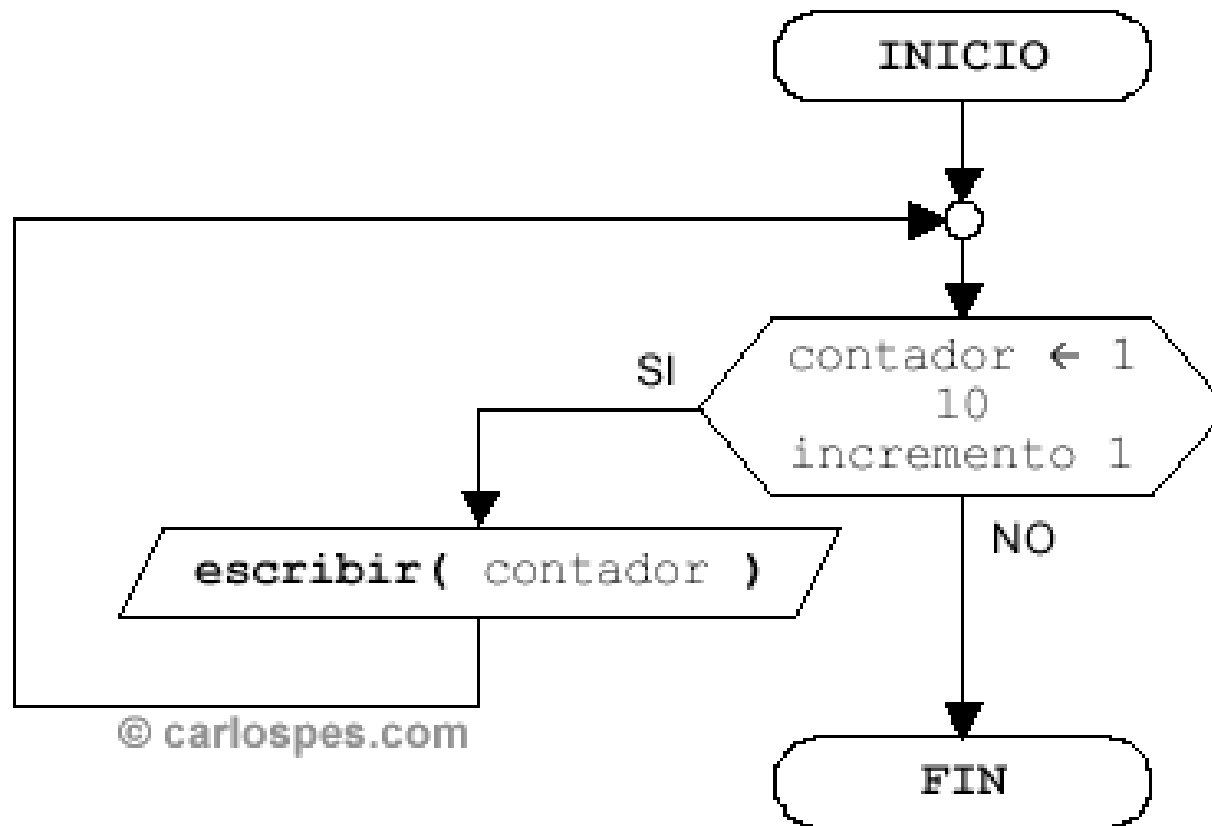 INICIO
SI
contador ← 1
10
incremento 1
NO
escribir( contador )
© carlospes.com
FIN